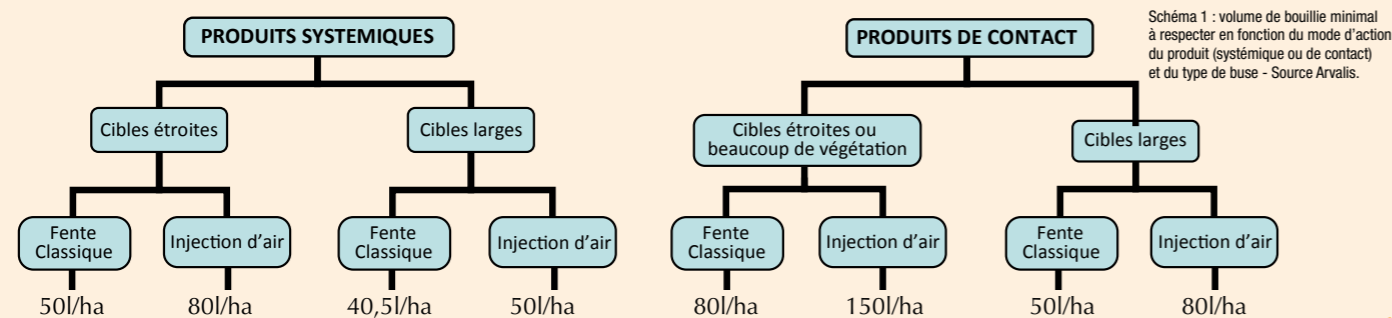 PRODUITS SYSTEMIQUES
Cibles étroites
Cibles larges
Fente
Classique
Injection d'air
Fente
Classique
Injection d'air
50l/ha
80l/ha
40,5l/ha
50l/ha
PRODUITS DE CONTACT
Cibles étroites ou
beaucoup de végétation
Cibles larges
Fente
Classique
Injection d'air
Fente
Classique
Injection d'air
80l/ha
150l/ha
50l/ha
80l/ha
Schéma 1 : volume de bouillie minimal
à respecter en fonction du mode d'action
du produit (systémique ou de contact)
et du type de buse - Source Arvalis.